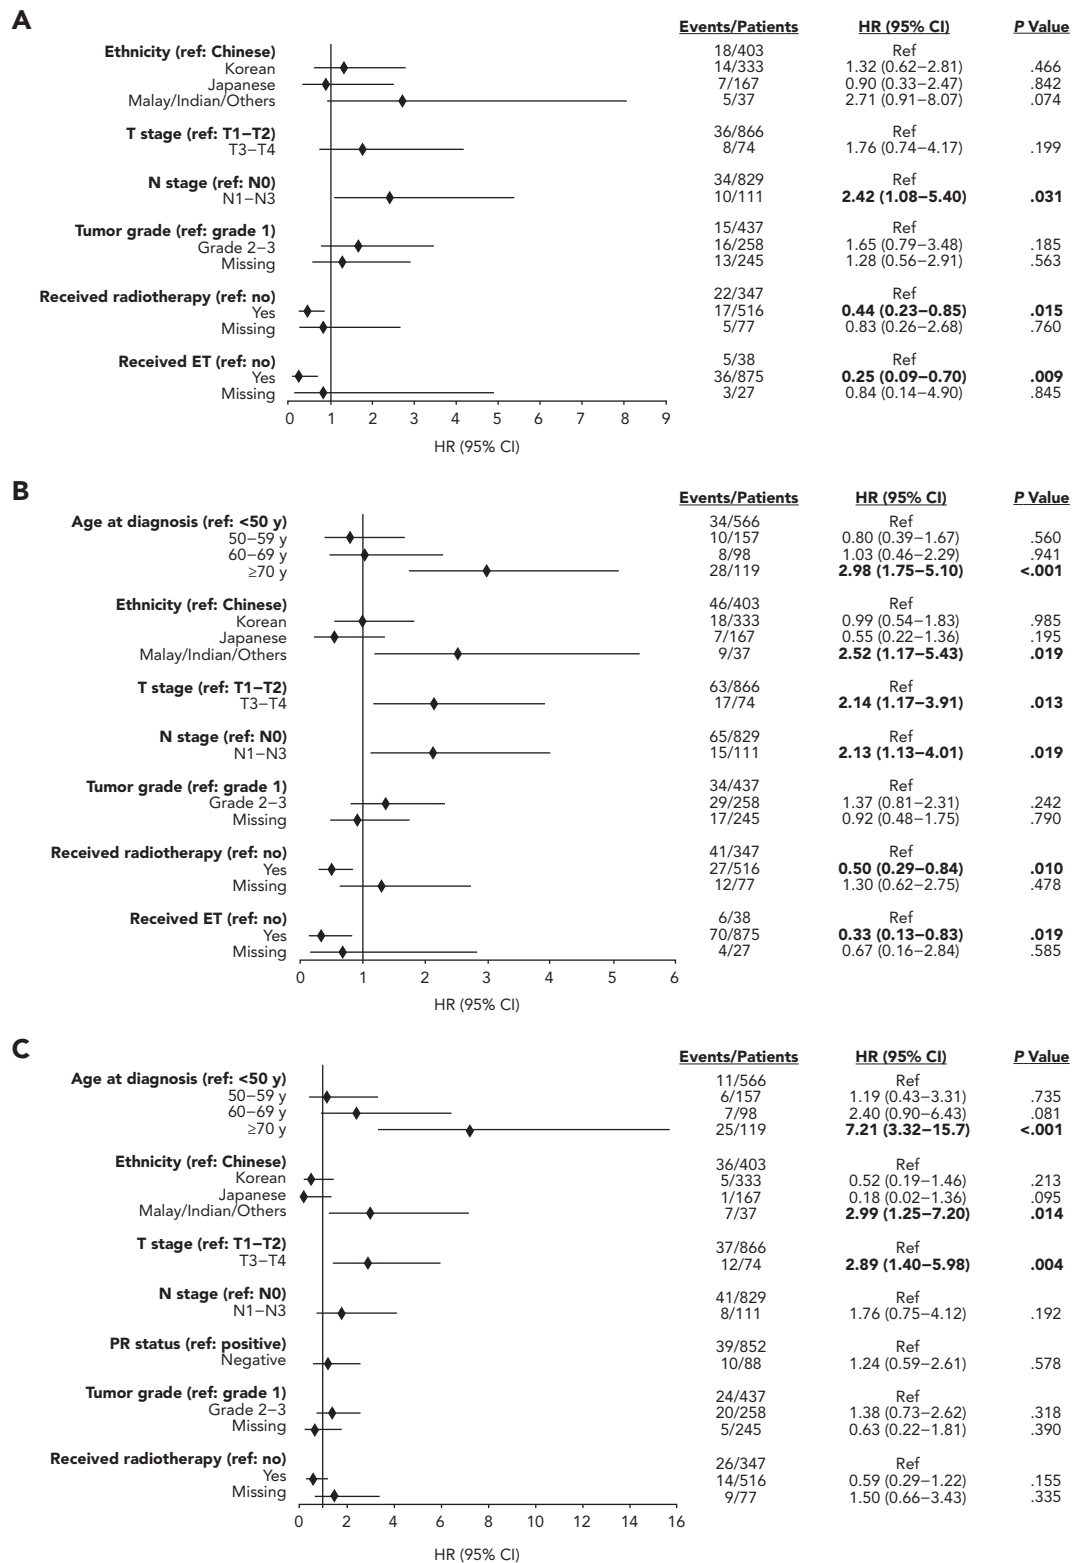 A
Events/Patients HR (95% CI) P Value
Ethnicity (ref: Chinese) 18/403 Ref
Korean 14/333 1.32 (0.62–2.81) .466
Japanese 7/167 0.90 (0.33–2.47) .842
Malay/Indian/Others 5/37 2.71 (0.91–8.07) .074
T stage (ref: T1–T2) 36/866 Ref
T3–T4 8/74 1.76 (0.74–4.17) .199
N stage (ref: N0) 34/829 Ref
N1–N3 10/111 2.42 (1.08–5.40) .031
Tumor grade (ref: grade 1) 15/437 Ref
Grade 2–3 16/258 1.65 (0.79–3.48) .185
Missing 13/245 1.28 (0.56–2.91) .563
Received radiotherapy (ref: no) 22/347 Ref
Yes 17/516 0.44 (0.23–0.85) .015
Missing 5/77 0.83 (0.26–2.68) .760
Received ET (ref: no) 5/38 Ref
Yes 36/875 0.25 (0.09–0.70) .009
Missing 3/27 0.84 (0.14–4.90) .845
0 1 2 3 4 5 6 7 8 9
HR (95% CI)
B
Events/Patients HR (95% CI) P Value
Age at diagnosis (ref: <50 y) 34/566 Ref
50–59 y 10/157 0.80 (0.39–1.67) .560
60–69 y 8/98 1.03 (0.46–2.29) .941
≥70 y 28/119 2.98 (1.75–5.10) <.001
Ethnicity (ref: Chinese) 46/403 Ref
Korean 18/333 0.99 (0.54–1.83) .985
Japanese 7/167 0.55 (0.22–1.36) .195
Malay/Indian/Others 9/37 2.52 (1.17–5.43) .019
T stage (ref: T1–T2) 63/866 Ref
T3–T4 17/74 2.14 (1.17–3.91) .013
N stage (ref: N0) 65/829 Ref
N1–N3 15/111 2.13 (1.13–4.01) .019
Tumor grade (ref: grade 1) 34/437 Ref
Grade 2–3 29/258 1.37 (0.81–2.31) .242
Missing 17/245 0.92 (0.48–1.75) .790
Received radiotherapy (ref: no) 41/347 Ref
Yes 27/516 0.50 (0.29–0.84) .010
Missing 12/77 1.30 (0.62–2.75) .478
Received ET (ref: no) 6/38 Ref
Yes 70/875 0.33 (0.13–0.83) .019
Missing 4/27 0.67 (0.16–2.84) .585
0 1 2 3 4 5 6
HR (95% CI)
C
Events/Patients HR (95% CI) P Value
Age at diagnosis (ref: <50 y) 11/566 Ref
50–59 y 6/157 1.19 (0.43–3.31) .735
60–69 y 7/98 2.40 (0.90–6.43) .081
≥70 y 25/119 7.21 (3.32–15.7) <.001
Ethnicity (ref: Chinese) 36/403 Ref
Korean 5/333 0.52 (0.19–1.46) .213
Japanese 1/167 0.18 (0.02–1.36) .095
Malay/Indian/Others 7/37 2.99 (1.25–7.20) .014
T stage (ref: T1–T2) 37/866 Ref
T3–T4 12/74 2.89 (1.40–5.98) .004
N stage (ref: N0) 41/829 Ref
N1–N3 8/111 1.76 (0.75–4.12) .192
PR status (ref: positive) 39/852 Ref
Negative 10/88 1.24 (0.59–2.61) .578
Tumor grade (ref: grade 1) 24/437 Ref
Grade 2–3 20/258 1.38 (0.73–2.62) .318
Missing 5/245 0.63 (0.22–1.81) .390
Received radiotherapy (ref: no) 26/347 Ref
Yes 14/516 0.59 (0.29–1.22) .155
Missing 9/77 1.50 (0.66–3.43) .335
0 2 4 6 8 10 12 14 16
HR (95% CI)